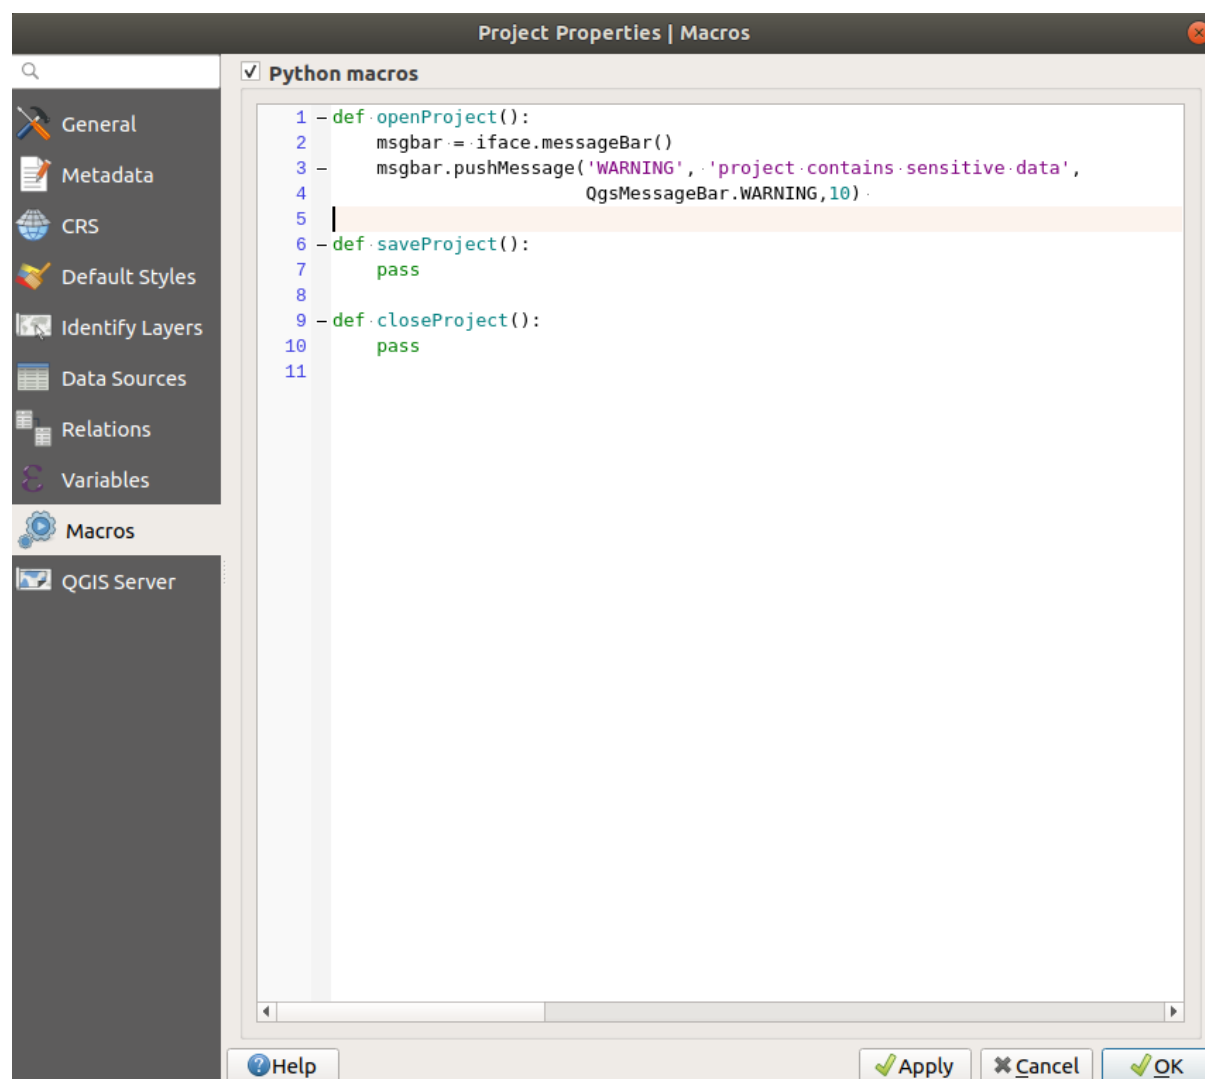 Project Properties | Macros
Python macros
General
Metadata
CRS
Default Styles
Identify Layers
Data Sources
Relations
Variables
Macros
QGIS Server
1 def openProject():
2 msgbar = iface.messageBar()
3 msgbar.pushMessage('WARNING', 'project contains sensitive data',
4 QgsMessageBar.WARNING,10)
5
6 def saveProject():
7 pass
8
9 def closeProject():
10 pass
11
Help
Apply
Cancel
OK